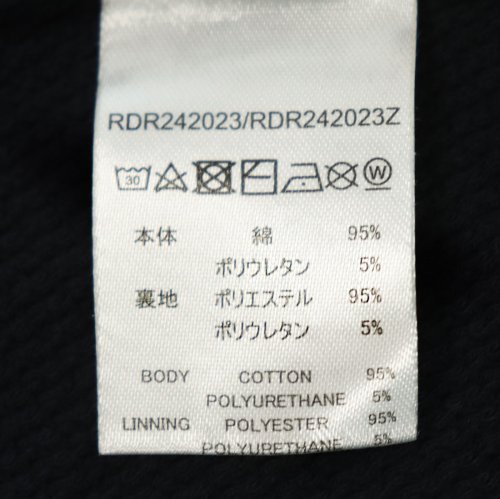 RDR242023/RDR242023Z
30 W
本体 綿 95%
ポリウレタン 5%
裏地 ポリエステル 95%
ポリウレタン 5%
BODY COTTON 95%
POLYURETHANE 5%
LINNING POLYESTER 95%
POLYURETHANE 5%